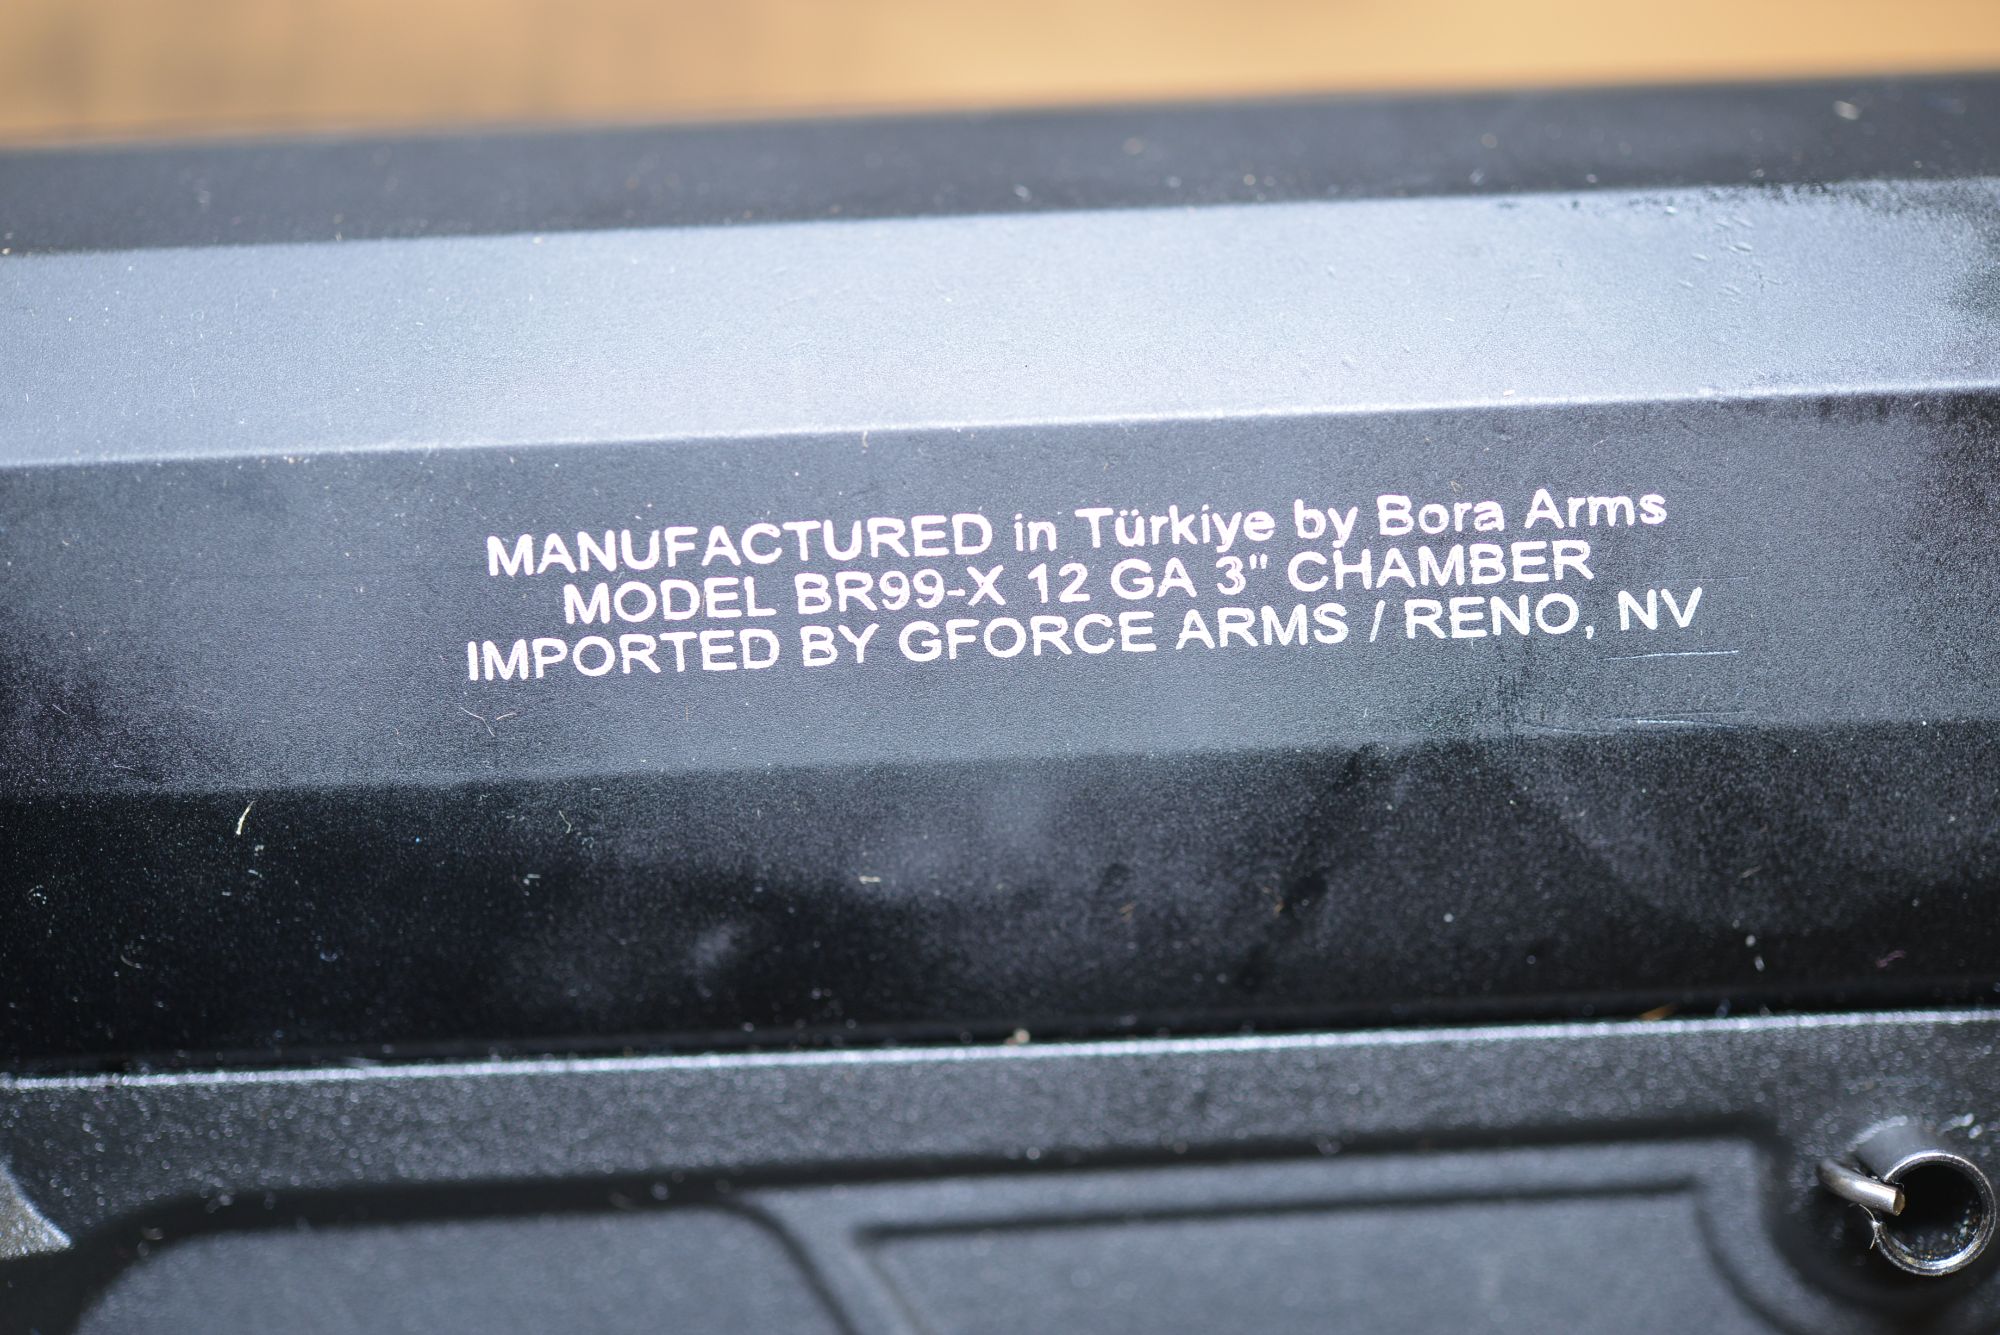 MANUFACTURED in Türkiye by Bora Arms
MODEL BR99-X 12 GA 3" CHAMBER
IMPORTED BY GFORCE ARMS / RENO, NV